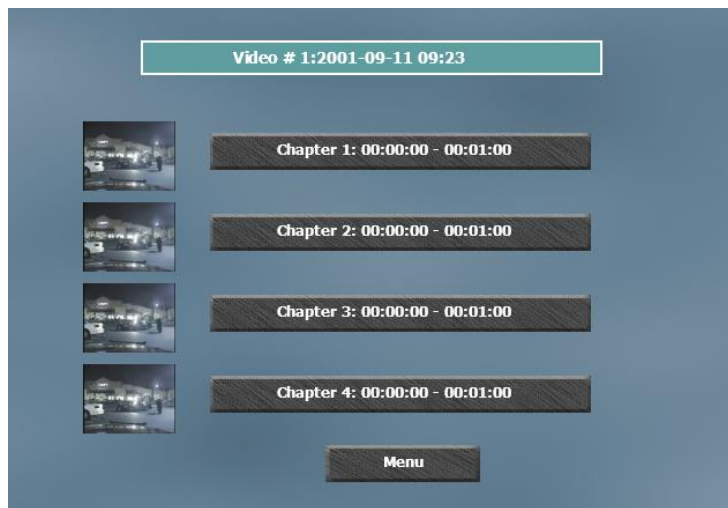 Video # 1:2001-09-11 09:23
Chapter 1: 00:00:00 - 00:01:00
Chapter 2: 00:00:00 - 00:01:00
Chapter 3: 00:00:00 - 00:01:00
Chapter 4: 00:00:00 - 00:01:00
Menu